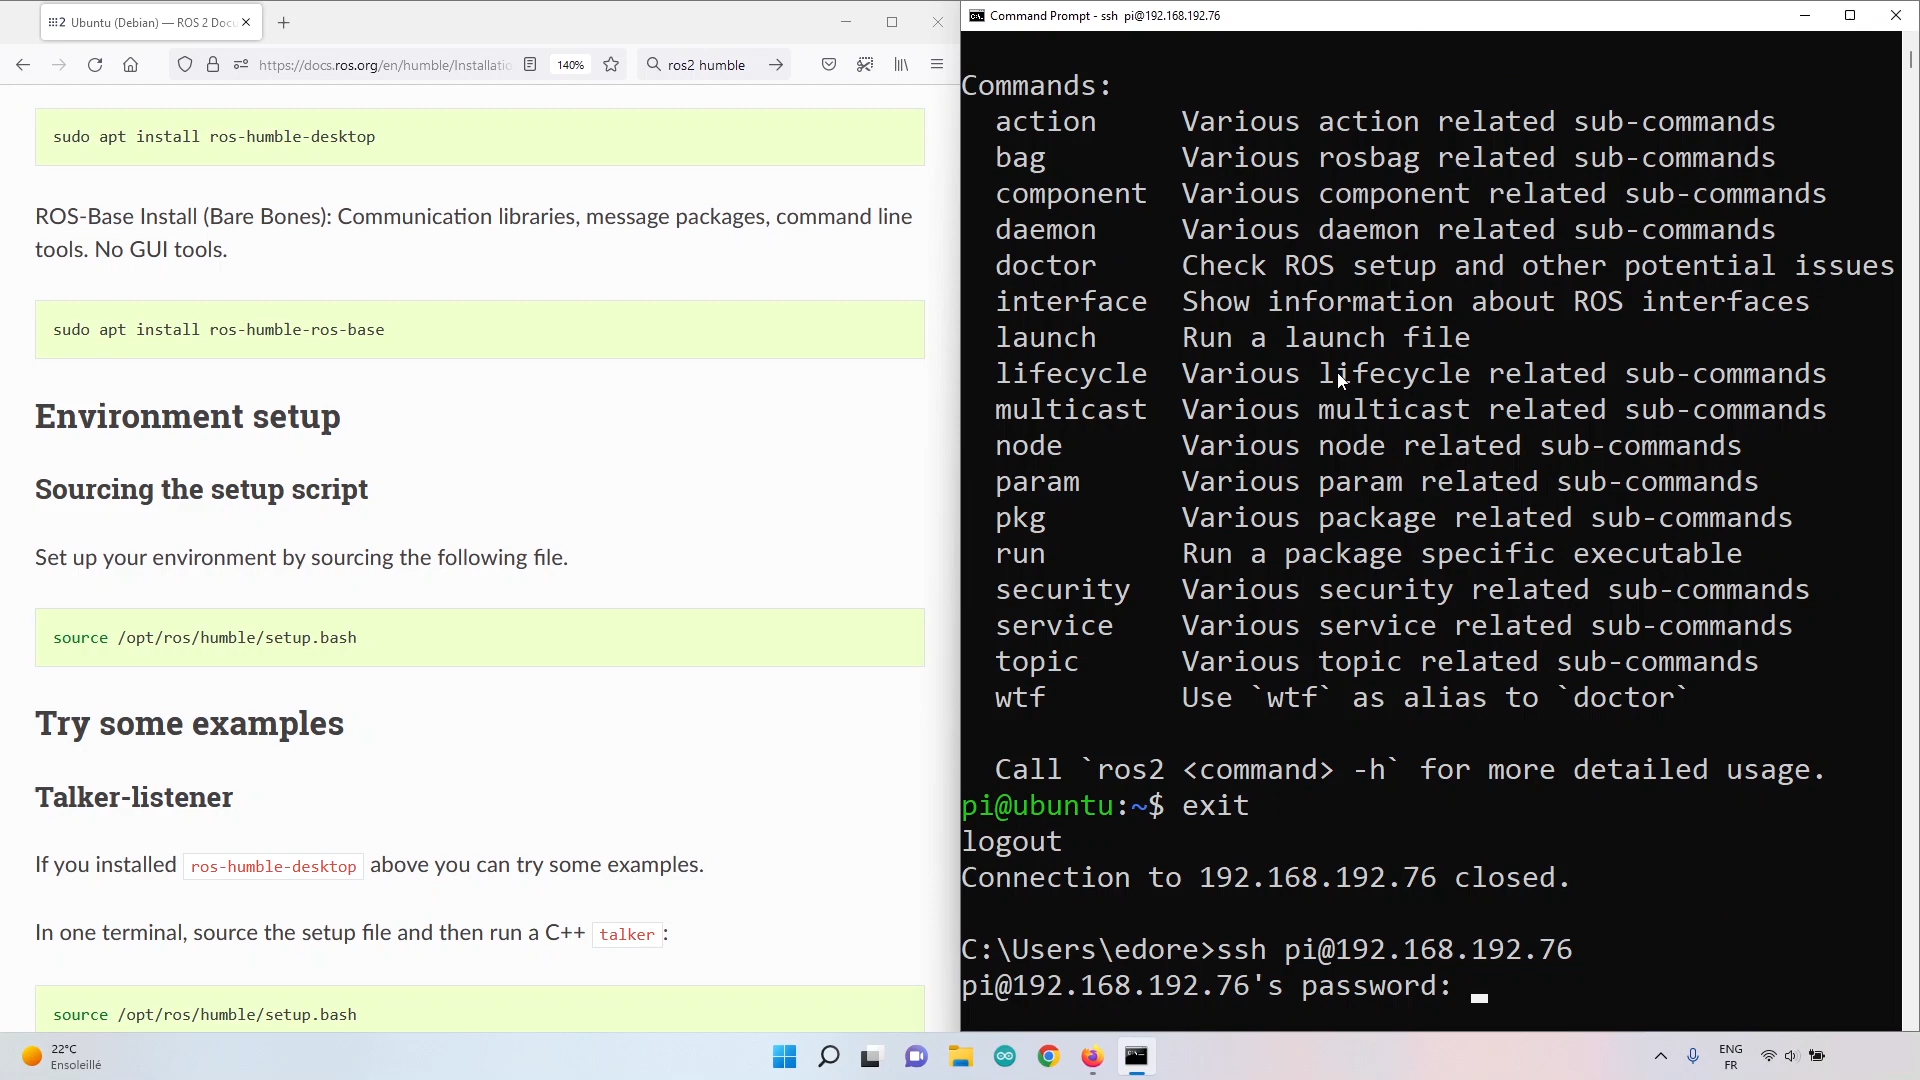 Ubuntu (Debian) — ROS 2 Docu
https://docs.ros.org/en/humble/Installatio
140%
ros2 humble
sudo apt install ros-humble-desktop
ROS-Base Install (Bare Bones): Communication libraries, message packages, command line
tools. No GUI tools.
sudo apt install ros-humble-ros-base
Environment setup
Sourcing the setup script
Set up your environment by sourcing the following file.
source /opt/ros/humble/setup.bash
Try some examples
Talker-listener
If you installed ros-humble-desktop above you can try some examples.
In one terminal, source the setup file and then run a C++ talker:
source /opt/ros/humble/setup.bash
Command Prompt - ssh pi@192.168.192.76
Commands:
action Various action related sub-commands
bag Various rosbag related sub-commands
component Various component related sub-commands
daemon Various daemon related sub-commands
doctor Check ROS setup and other potential issues
interface Show information about ROS interfaces
launch Run a launch file
lifecycle Various lifecycle related sub-commands
multicast Various multicast related sub-commands
node Various node related sub-commands
param Various param related sub-commands
pkg Various package related sub-commands
run Run a package specific executable
security Various security related sub-commands
service Various service related sub-commands
topic Various topic related sub-commands
wtf Use `wtf` as alias to `doctor`
Call `ros2 <command> -h` for more detailed usage.
pi@ubuntu:~$ exit
logout
Connection to 192.168.192.76 closed.
C:\Users\edore>ssh pi@192.168.192.76
pi@192.168.192.76's password:
22°C
Ensoleillé
ENG
FR